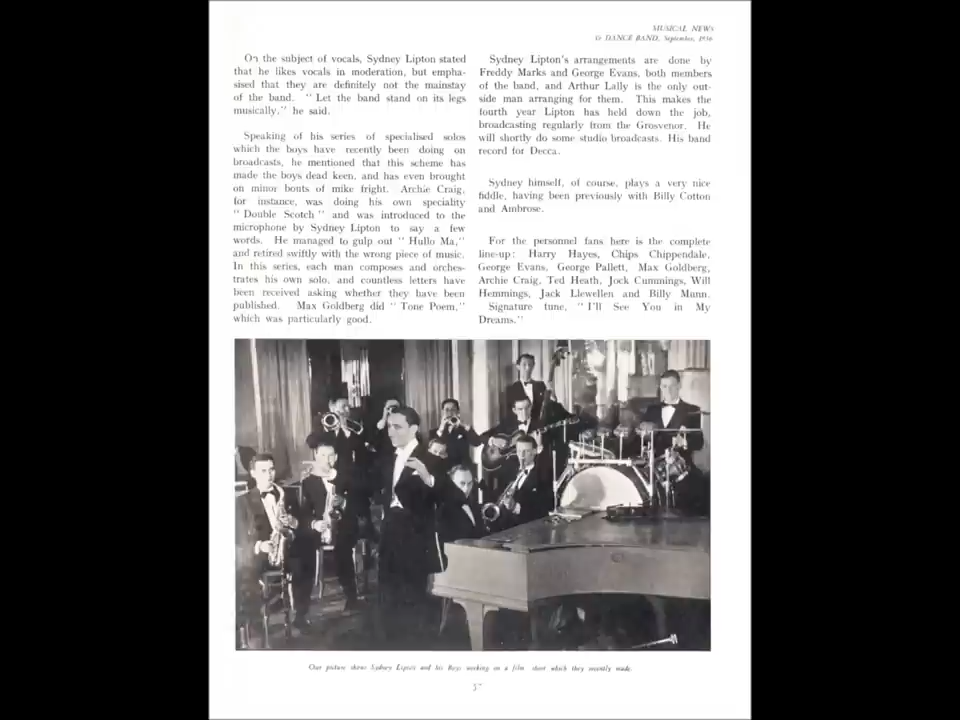 MUSICAL NEWS
& DANCE BAND, September, 1936
On the subject of vocals, Sydney Lipton stated
that he likes vocals in moderation, but empha-
sised that they are definitely not the mainstay
of the band. "Let the band stand on its legs
musically," he said.
Speaking of his series of specialised solos
which the boys have recently been doing on
broadcasts, he mentioned that this scheme has
made the boys dead keen, and has even brought
on minor bouts of mike fright. Archie Craig,
for instance, was doing his own speciality
"Double Scotch" and was introduced to the
microphone by Sydney Lipton to say a few
words. He managed to gulp out "Hullo Ma,"
and retired swiftly with the wrong piece of music.
In this series, each man composes and orches-
trates his own solo, and countless letters have
been received asking whether they have been
published. Max Goldberg did "Tone Poem,"
which was particularly good.
Sydney Lipton's arrangements are done by
Freddy Marks and George Evans, both members
of the band, and Arthur Lally is the only out-
side man arranging for them. This makes the
fourth year Lipton has held down the job,
broadcasting regularly from the Grosvenor. He
will shortly do some studio broadcasts. His band
record for Decca.
Sydney himself, of course, plays a very nice
fiddle, having been previously with Billy Cotton
and Ambrose.
For the personnel fans here is the complete
line-up: Harry Hayes, Chips Chippendale,
George Evans, George Pallett, Max Goldberg,
Archie Craig, Ted Heath, Jock Cummings, Will
Hemmings, Jack Llewellen and Billy Munn.
Signature tune, "I'll See You in My
Dreams."
Our picture shows Sydney Lipton and his Boys working on a film short which they recently made.